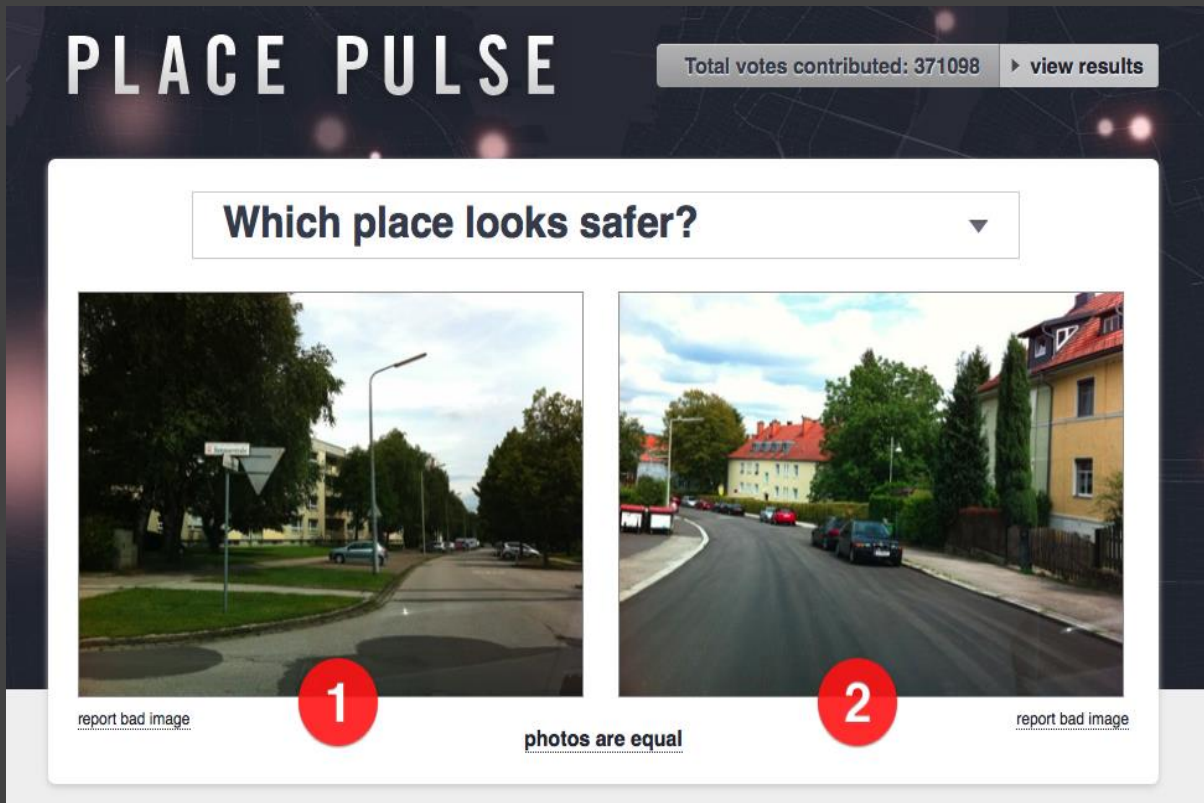 PLACE PULSE
Total votes contributed: 371098 view results
Which place looks safer?
1
2
report bad image
photos are equal
report bad image